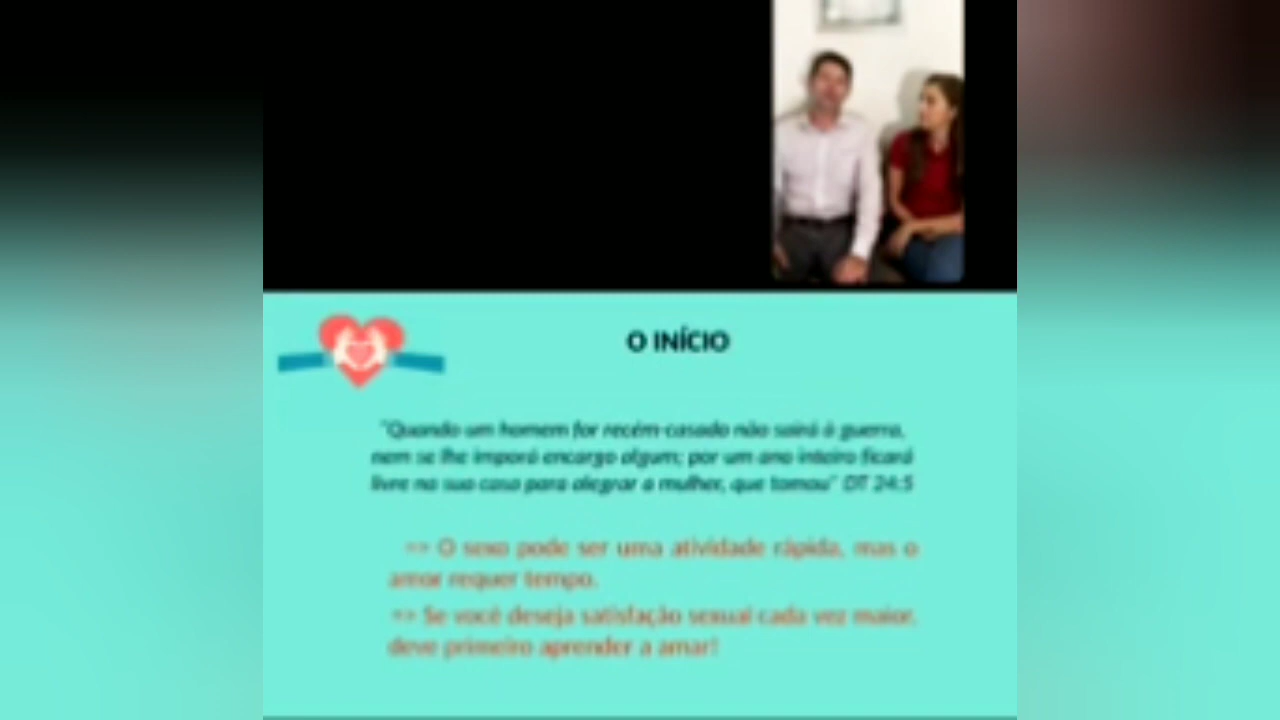 O INÍCIO
"Quando um homem for recém-casado não sairá à guerra,
nem se lhe imporá encargo algum; por um ano inteiro ficará
livre na sua casa para alegrar a mulher, que tomou" DT 24:5
=> O sexo pode ser uma atividade rápida, mas o
amor requer tempo.
=> Se você deseja satisfação sexual cada vez maior,
deve primeiro aprender a amar!